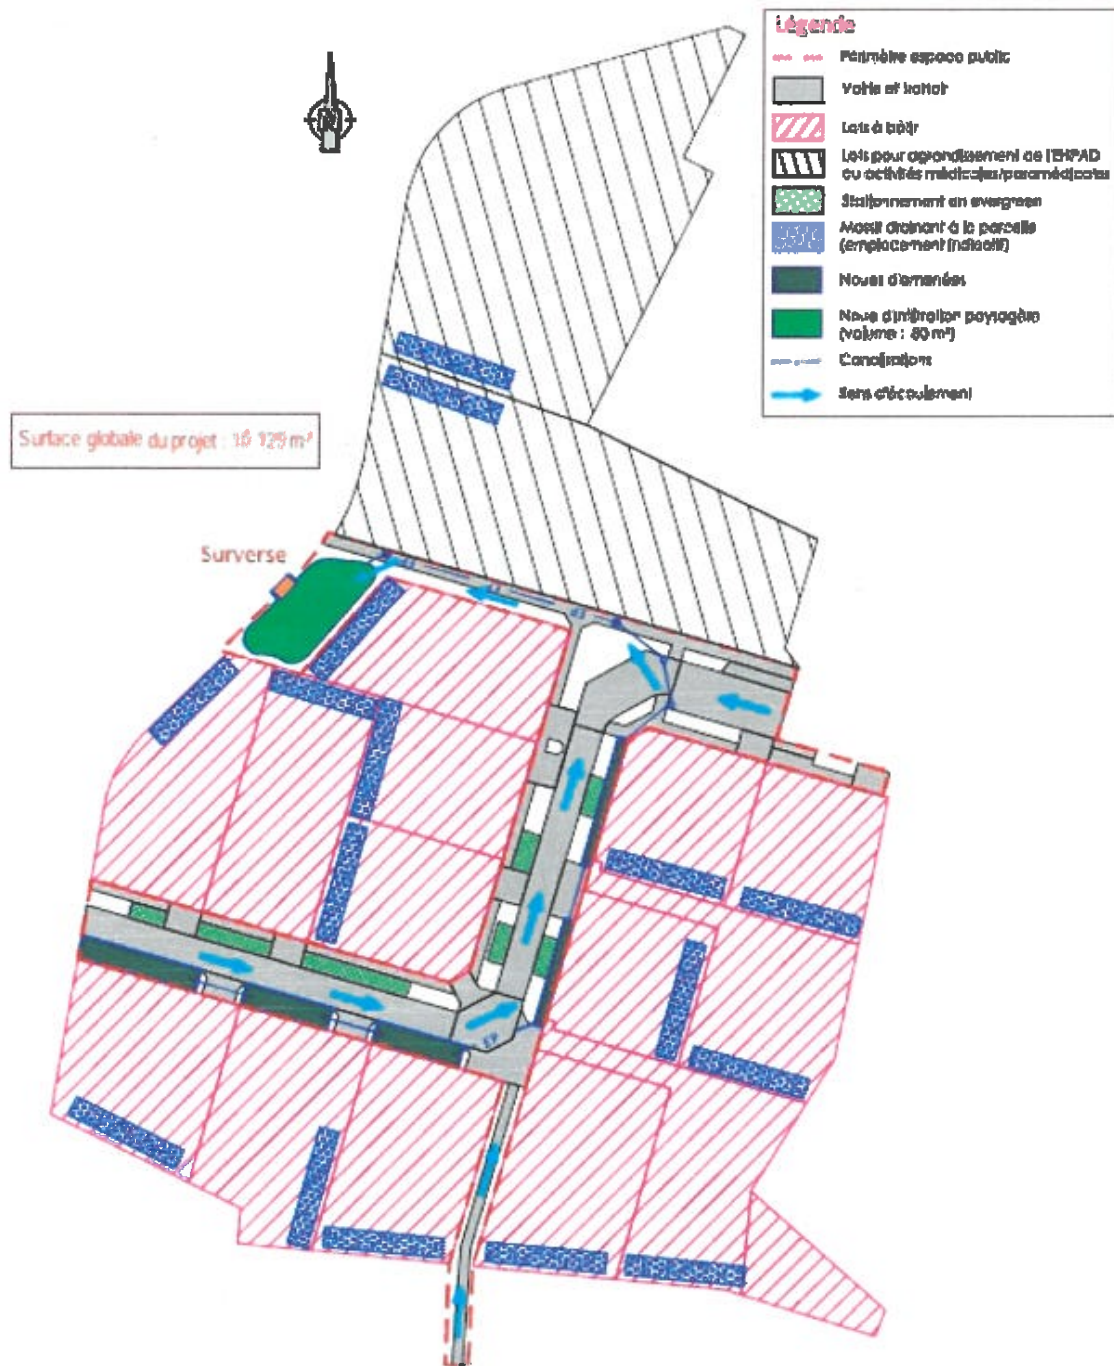 Légende
Périmètre espace public
Voirie et trottoir
Lots à bâtir
Lots pour agrandissement de l'EHPAD
ou activités médicales/paramédicales
Stationnement en evergreen
Massif drainant à la parcelle
(emplacement indicatif)
Noues d'amenées
Noue d'infiltration paysagère
(volume : 80 m³)
Canalisations
Sens d'écoulement
Surface globale du projet : 129 m²
Surverse
EP